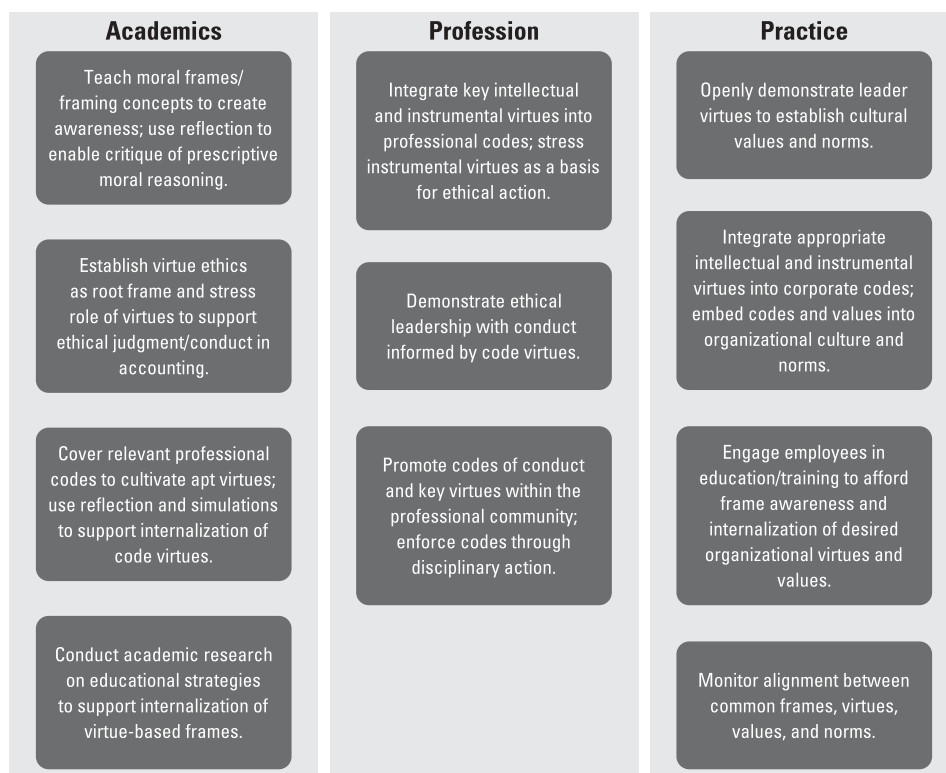 Academics
Teach moral frames/
framing concepts to create
awareness; use reflection to
enable critique of prescriptive
moral reasoning.
Establish virtue ethics
as root frame and stress
role of virtues to support
ethical judgment/conduct in
accounting.
Cover relevant professional
codes to cultivate apt virtues;
use reflection and simulations
to support internalization of
code virtues.
Conduct academic research
on educational strategies
to support internalization of
virtue-based frames.
Profession
Integrate key intellectual
and instrumental virtues into
professional codes; stress
instrumental virtues as a basis
for ethical action.
Demonstrate ethical
leadership with conduct
informed by code virtues.
Promote codes of conduct
and key virtues within the
professional community;
enforce codes through
disciplinary action.
Practice
Openly demonstrate leader
virtues to establish cultural
values and norms.
Integrate appropriate
intellectual and instrumental
virtues into corporate codes;
embed codes and values into
organizational culture and
norms.
Engage employees in
education/training to afford
frame awareness and
internalization of desired
organizational virtues and
values.
Monitor alignment between
common frames, virtues,
values, and norms.